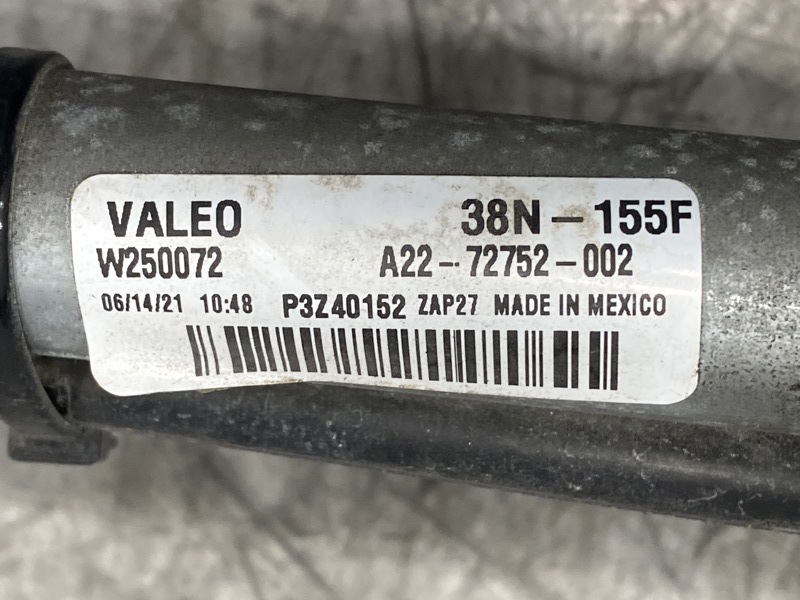 VALEO 38N-155F
W250072 A22-72752-002
06/14/21 10:48 P3Z40152 ZAP27 MADE IN MEXICO